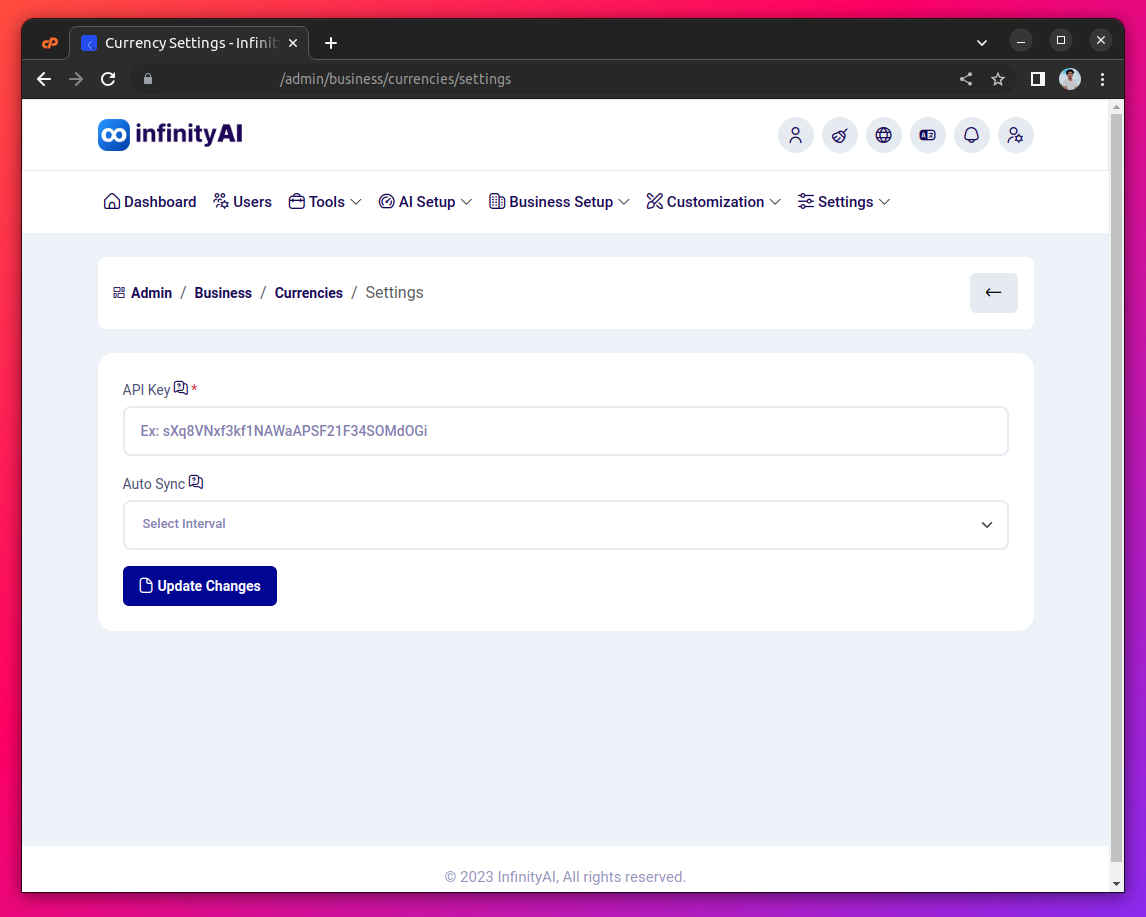 Currency Settings - Infinit
/admin/business/currencies/settings
infinityAI
Dashboard Users Tools AI Setup Business Setup Customization Settings
Admin / Business / Currencies / Settings
API Key *
Ex: sXq8VNxf3kf1NAWaAPSF21F34SOMdOGi
Auto Sync
Select Interval
Update Changes
© 2023 InfinityAI, All rights reserved.